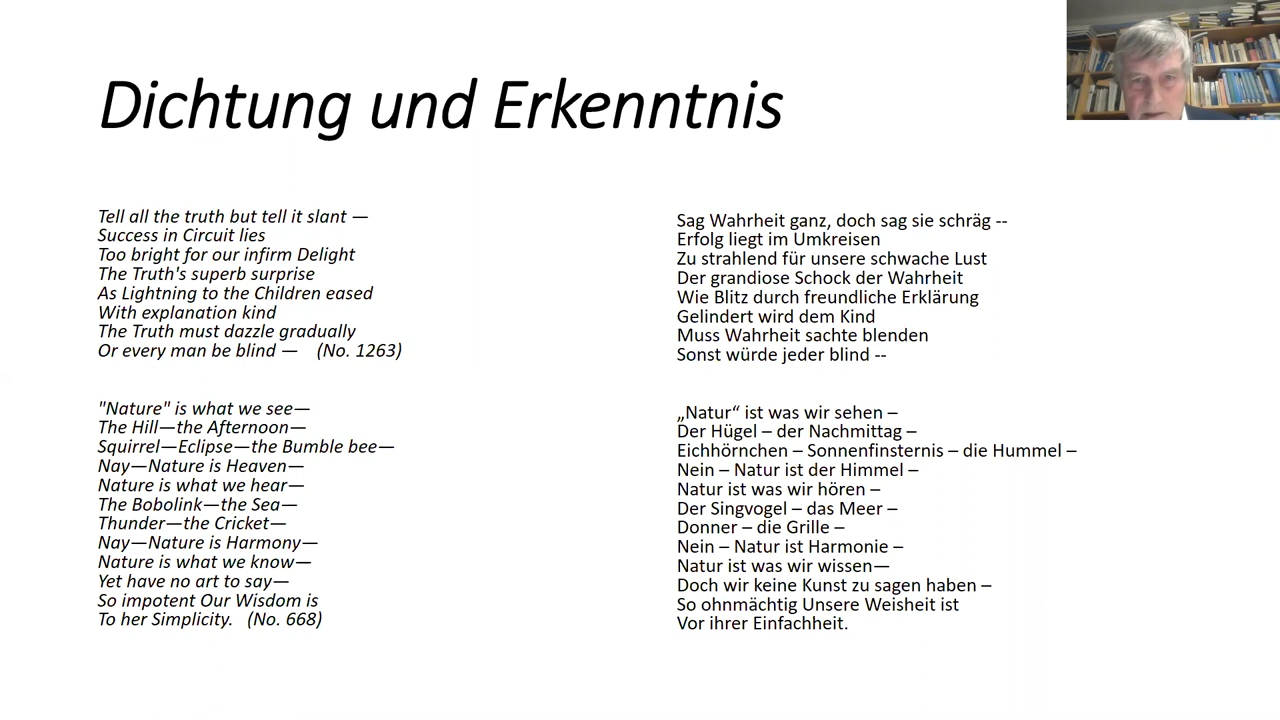 Dichtung und Erkenntnis
Tell all the truth but tell it slant —
Success in Circuit lies
Too bright for our infirm Delight
The Truth's superb surprise
As Lightning to the Children eased
With explanation kind
The Truth must dazzle gradually
Or every man be blind — (No. 1263)
"Nature" is what we see—
The Hill—the Afternoon—
Squirrel—Eclipse—the Bumble bee—
Nay—Nature is Heaven—
Nature is what we hear—
The Bobolink—the Sea—
Thunder—the Cricket—
Nay—Nature is Harmony—
Nature is what we know—
Yet have no art to say—
So impotent Our Wisdom is
To her Simplicity. (No. 668)
Sag Wahrheit ganz, doch sag sie schräg --
Erfolg liegt im Umkreisen
Zu strahlend für unsere schwache Lust
Der grandiose Schock der Wahrheit
Wie Blitz durch freundliche Erklärung
Gelindert wird dem Kind
Muss Wahrheit sachte blenden
Sonst würde jeder blind --
„Natur“ ist was wir sehen –
Der Hügel – der Nachmittag –
Eichhörnchen – Sonnenfinsternis – die Hummel –
Nein – Natur ist der Himmel –
Natur ist was wir hören –
Der Singvogel – das Meer –
Donner – die Grille –
Nein – Natur ist Harmonie –
Natur ist was wir wissen—
Doch wir keine Kunst zu sagen haben –
So ohnmächtig Unsere Weisheit ist
Vor ihrer Einfachheit.